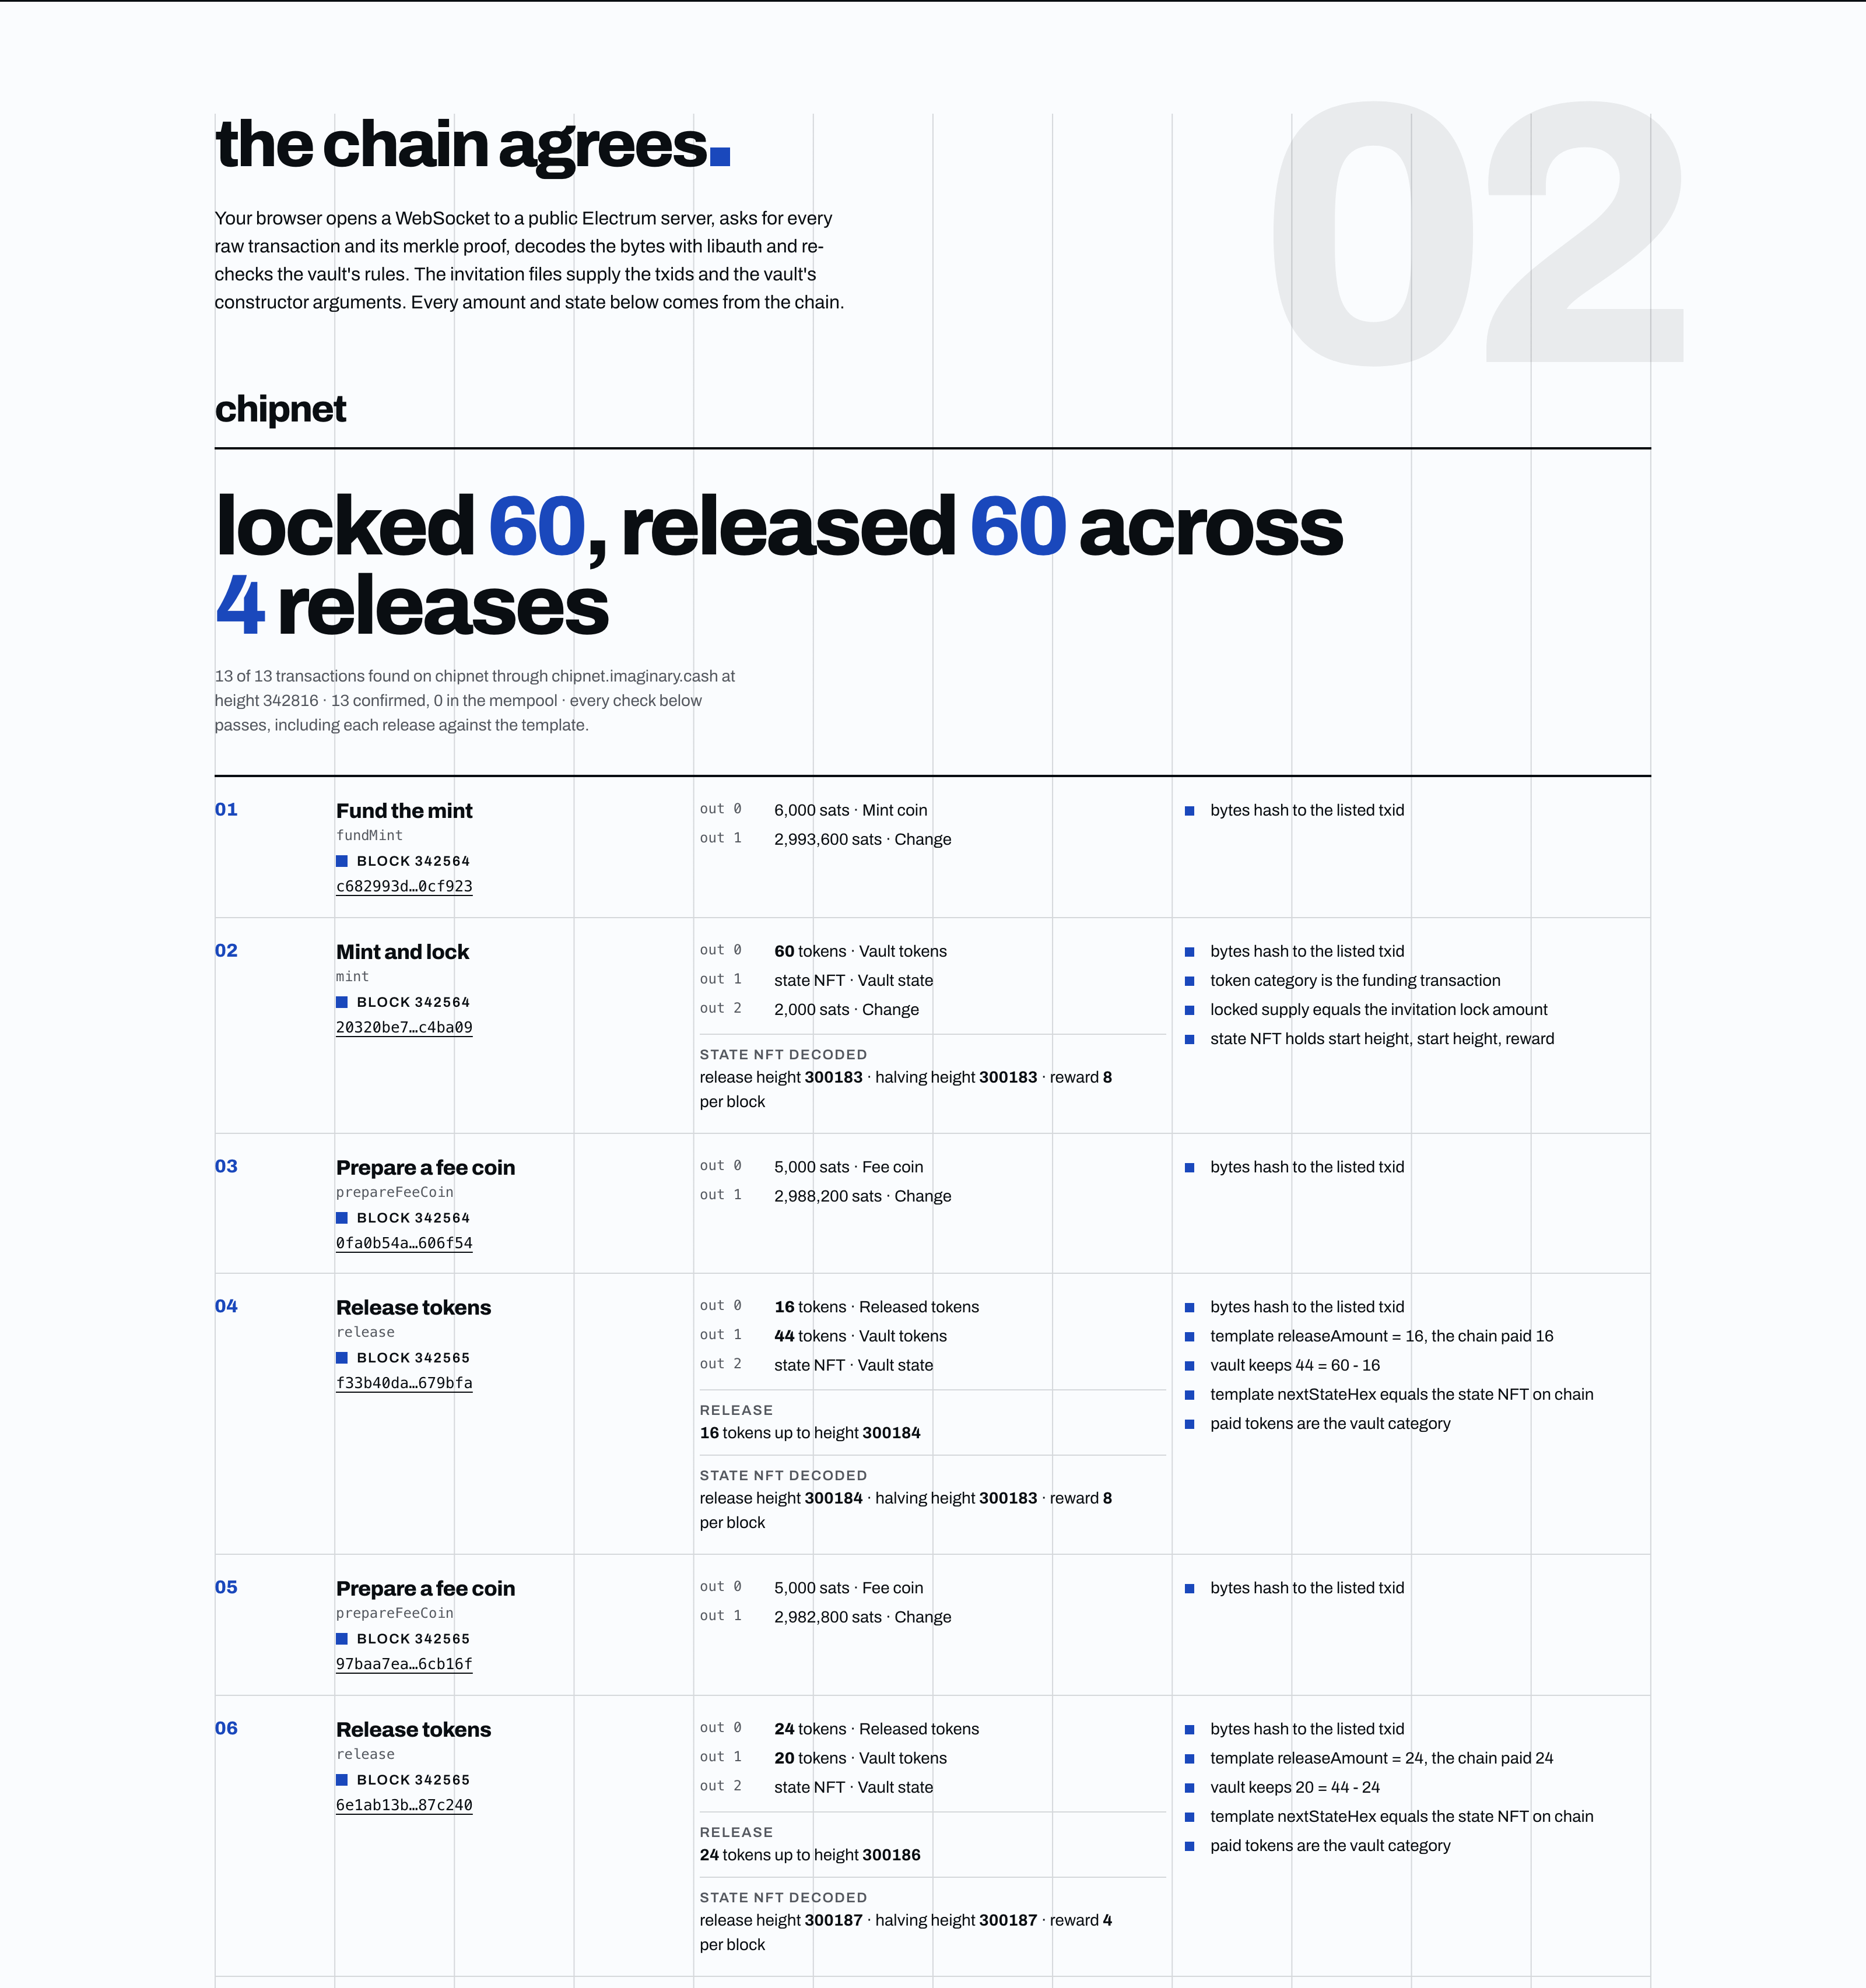 02
the chain agrees.
Your browser opens a WebSocket to a public Electrum server, asks for every
raw transaction and its merkle proof, decodes the bytes with libauth and re-
checks the vault's rules. The invitation files supply the txids and the vault's
constructor arguments. Every amount and state below comes from the chain.
chipnet
locked 60, released 60 across
4 releases
13 of 13 transactions found on chipnet through chipnet.imaginary.cash at
height 342816 · 13 confirmed, 0 in the mempool · every check below
passes, including each release against the template.
01
Fund the mint
fundMint
BLOCK 342564
c682993d…0cf923
out 0 6,000 sats · Mint coin
out 1 2,993,600 sats · Change
bytes hash to the listed txid
02
Mint and lock
mint
BLOCK 342564
20320be7…c4ba09
out 0 60 tokens · Vault tokens
out 1 state NFT · Vault state
out 2 2,000 sats · Change
STATE NFT DECODED
release height 300183 · halving height 300183 · reward 8
per block
bytes hash to the listed txid
token category is the funding transaction
locked supply equals the invitation lock amount
state NFT holds start height, start height, reward
03
Prepare a fee coin
prepareFeeCoin
BLOCK 342564
0fa0b54a…606f54
out 0 5,000 sats · Fee coin
out 1 2,988,200 sats · Change
bytes hash to the listed txid
04
Release tokens
release
BLOCK 342565
f33b40da…679bfa
out 0 16 tokens · Released tokens
out 1 44 tokens · Vault tokens
out 2 state NFT · Vault state
RELEASE
16 tokens up to height 300184
STATE NFT DECODED
release height 300184 · halving height 300183 · reward 8
per block
bytes hash to the listed txid
template releaseAmount = 16, the chain paid 16
vault keeps 44 = 60 - 16
template nextStateHex equals the state NFT on chain
paid tokens are the vault category
05
Prepare a fee coin
prepareFeeCoin
BLOCK 342565
97baa7ea…6cb16f
out 0 5,000 sats · Fee coin
out 1 2,982,800 sats · Change
bytes hash to the listed txid
06
Release tokens
release
BLOCK 342565
6e1ab13b…87c240
out 0 24 tokens · Released tokens
out 1 20 tokens · Vault tokens
out 2 state NFT · Vault state
RELEASE
24 tokens up to height 300186
STATE NFT DECODED
release height 300187 · halving height 300187 · reward 4
per block
bytes hash to the listed txid
template releaseAmount = 24, the chain paid 24
vault keeps 20 = 44 - 24
template nextStateHex equals the state NFT on chain
paid tokens are the vault category